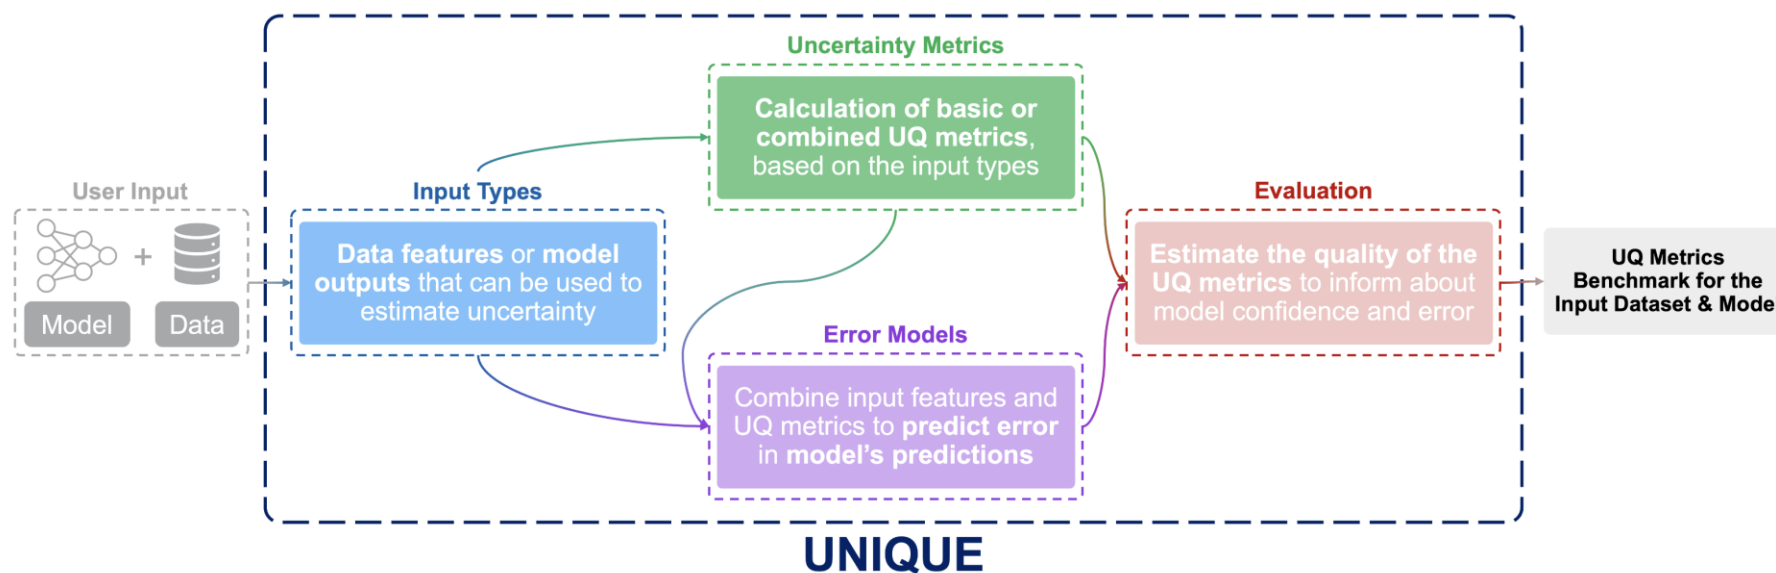 User Input
+
Model
Data
Input Types
Data features or model
outputs that can be used to
estimate uncertainty
Uncertainty Metrics
Calculation of basic or
combined UQ metrics,
based on the input types
Error Models
Combine input features and
UQ metrics to predict error
in model’s predictions
Evaluation
Estimate the quality of the
UQ metrics to inform about
model confidence and error
UQ Metrics
Benchmark for the
Input Dataset & Mode
UNIQUE